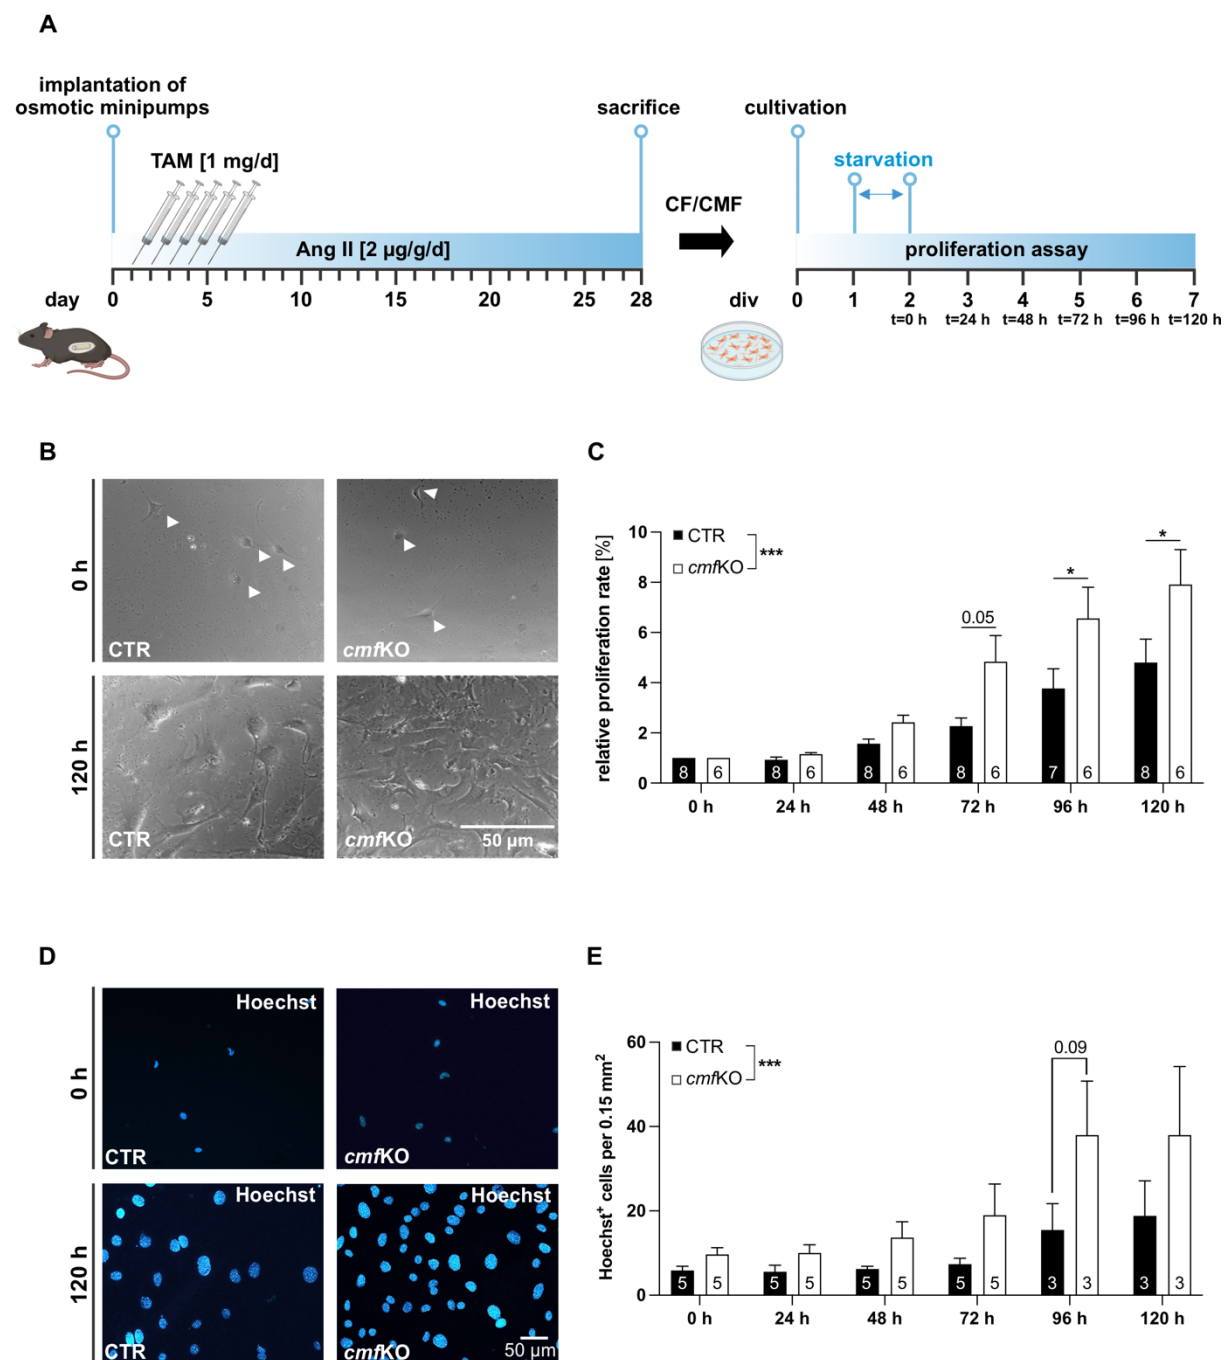 A
implantation of
osmotic minipumps
sacrifice
cultivation
TAM [1 mg/d]
starvation
CF/CMF
Ang II [2 µg/g/d]
proliferation assay
day
0 5 10 15 20 25 28
div
0 1 2 3 4 5 6 7
t=0 h t=24 h t=48 h t=72 h t=96 h t=120 h
B
0 h
CTR
cmfKO
120 h
CTR
cmfKO
50 µm
C
relative proliferation rate [%]
10
8
6
4
2
0
CTR
cmfKO
***
0.05
*
*
8 6 8 6 8 6 8 6 7 6 8 6
0 h 24 h 48 h 72 h 96 h 120 h
D
0 h
Hoechst
CTR
Hoechst
cmfKO
120 h
Hoechst
CTR
Hoechst
cmfKO
50 µm
E
Hoechst+ cells per 0.15 mm2
60
40
20
0
CTR
cmfKO
***
0.09
5 5 5 5 5 5 5 5 3 3 3 3
0 h 24 h 48 h 72 h 96 h 120 h